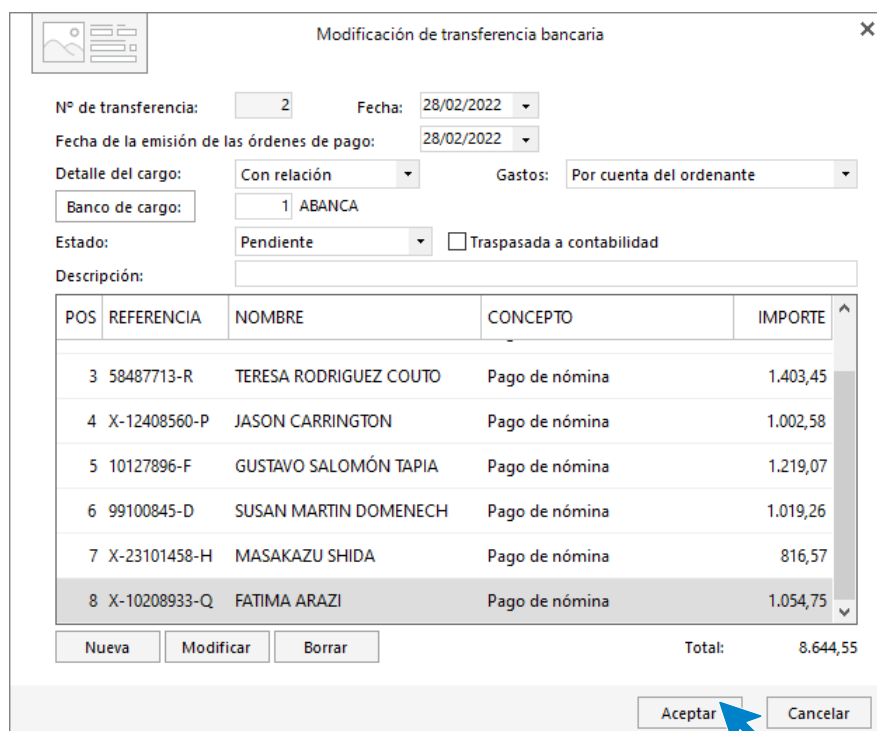 Modificación de transferencia bancaria
Nº de transferencia: 2 Fecha: 28/02/2022
Fecha de la emisión de las órdenes de pago: 28/02/2022
Detalle del cargo: Con relación Gastos: Por cuenta del ordenante
Banco de cargo: 1 ABANCA
Estado: Pendiente Traspasada a contabilidad
Descripción:
POS REFERENCIA NOMBRE CONCEPTO IMPORTE
3 58487713-R TERESA RODRIGUEZ COUTO Pago de nómina 1.403,45
4 X-12408560-P JASON CARRINGTON Pago de nómina 1.002,58
5 10127896-F GUSTAVO SALOMÓN TAPIA Pago de nómina 1.219,07
6 99100845-D SUSAN MARTIN DOMENECH Pago de nómina 1.019,26
7 X-23101458-H MASAKAZU SHIDA Pago de nómina 816,57
8 X-10208933-Q FATIMA ARAZI Pago de nómina 1.054,75
Nueva Modificar Borrar Total: 8.644,55
Aceptar Cancelar